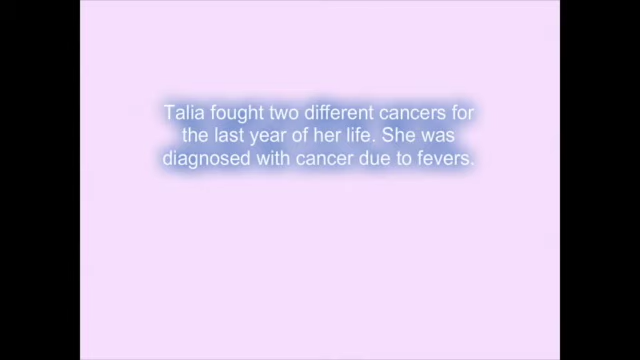 Talia fought two different cancers for
the last year of her life. She was
diagnosed with cancer due to fevers.